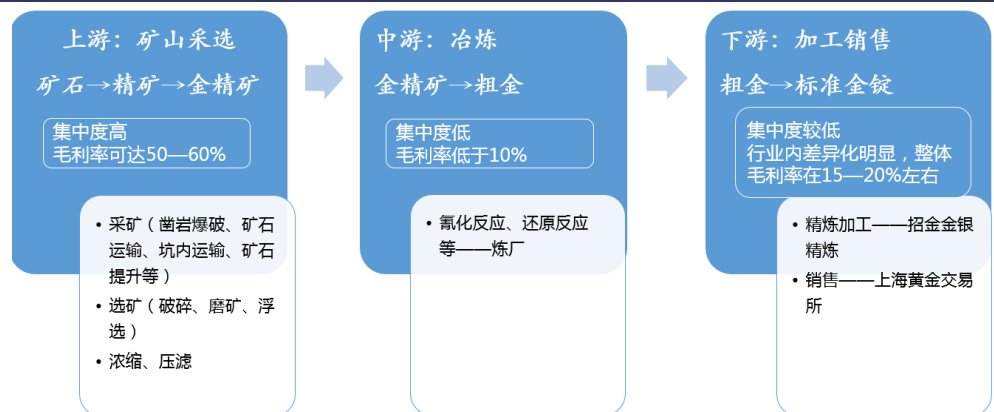 上游：矿山采选
矿石→精矿→金精矿
集中度高
毛利率可达50—60%
• 采矿（凿岩爆破、矿石
运输、坑内运输、矿石
提升等）
• 选矿（破碎、磨矿、浮
选）
• 浓缩、压滤
中游：冶炼
金精矿→粗金
集中度低
毛利率低于10%
• 氰化反应、还原反应
等——炼厂
下游：加工销售
粗金→标准金锭
集中度较低
行业内差异化明显，整体
毛利率在15—20%左右
• 精炼加工——招金金银
精炼
• 销售——上海黄金交易
所